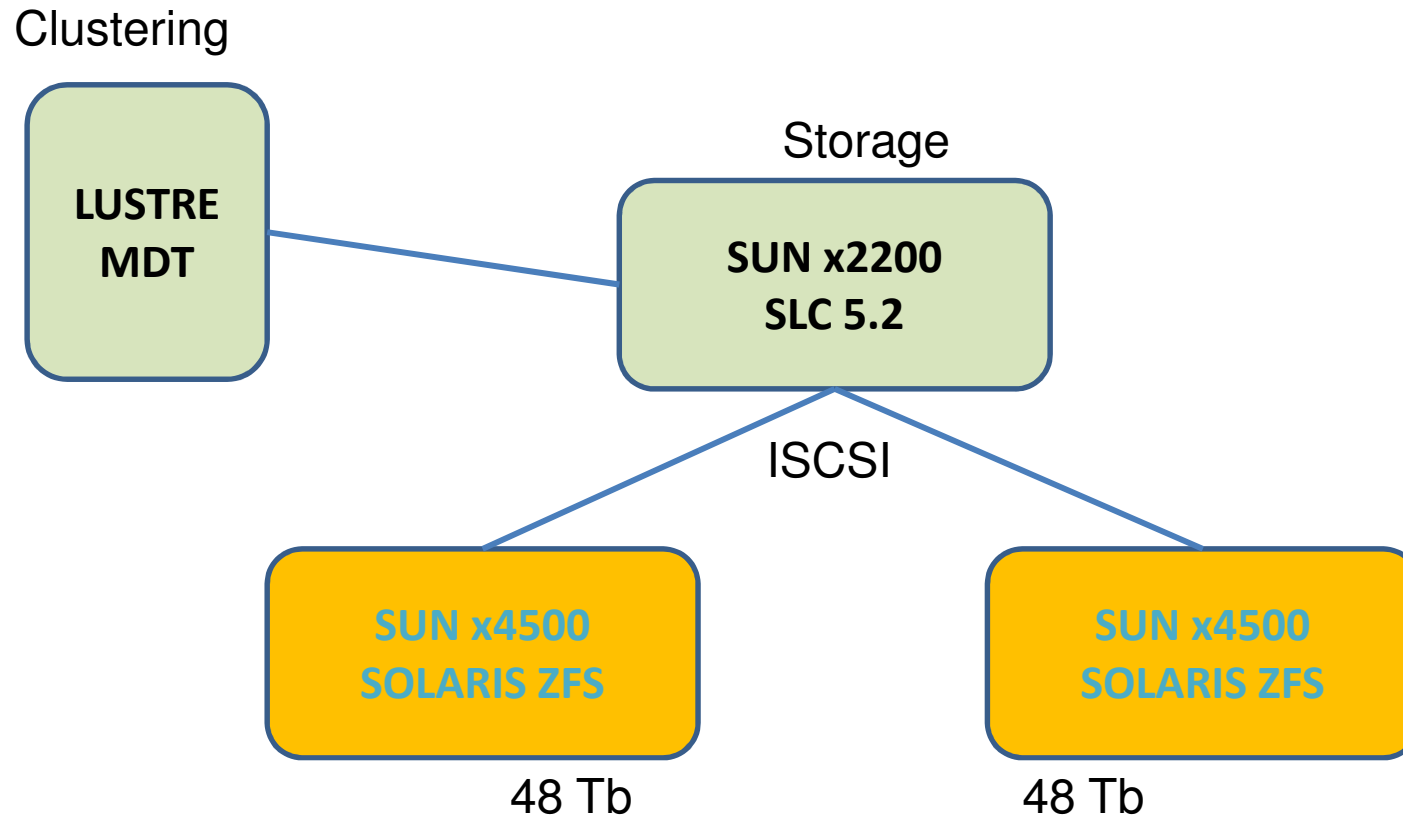 Clustering
LUSTRE
MDT
Storage
SUN x2200
SLC 5.2
ISCSI
SUN x4500
SOLARIS ZFS
SUN x4500
SOLARIS ZFS
48 Tb
48 Tb